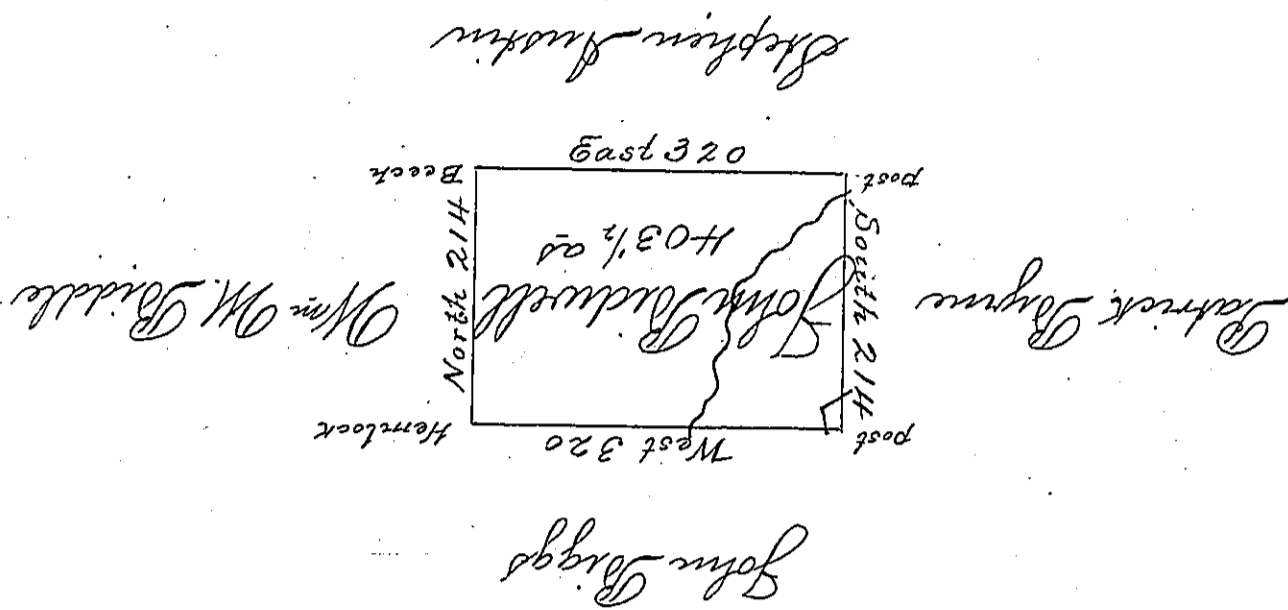 John Biggs
post West 320 Hemlock
Patrick Byrne South 214 John Bidwell North 214 Wm M. Biddle
403½ as
post East 320 Beech
Stephen Austin